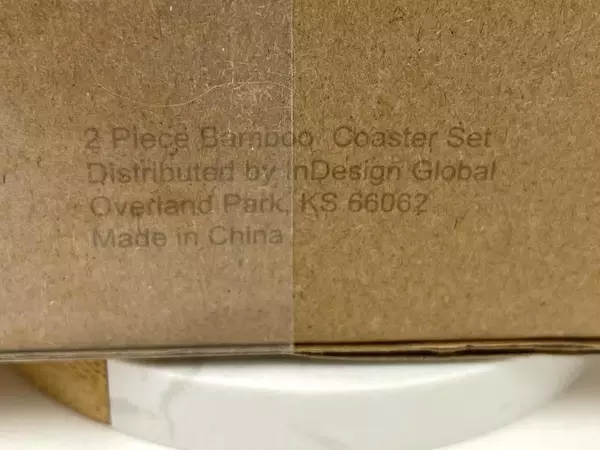 2 Piece Bamboo Coaster Set
Distributed by InDesign Global
Overland Park, KS 66062
Made in China